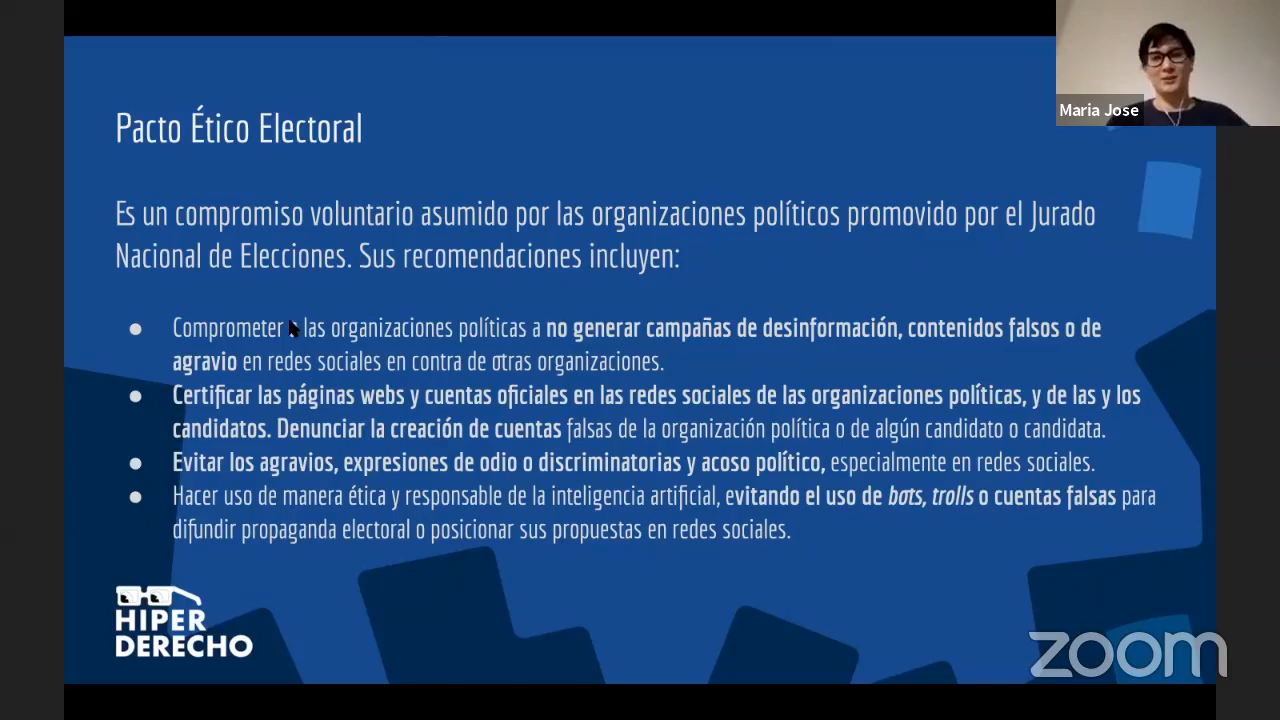 Maria Jose
Pacto Ético Electoral
Es un compromiso voluntario asumido por las organizaciones políticos promovido por el Jurado
Nacional de Elecciones. Sus recomendaciones incluyen:
● Comprometer las organizaciones políticas a no generar campañas de desinformación, contenidos falsos o de
agravio en redes sociales en contra de otras organizaciones.
● Certificar las páginas webs y cuentas oficiales en las redes sociales de las organizaciones políticas, y de las y los
candidatos. Denunciar la creación de cuentas falsas de la organización política o de algún candidato o candidata.
● Evitar los agravios, expresiones de odio o discriminatorias y acoso político, especialmente en redes sociales.
● Hacer uso de manera ética y responsable de la inteligencia artificial, evitando el uso de bots, trolls o cuentas falsas para
difundir propaganda electoral o posicionar sus propuestas en redes sociales.
HIPER
DERECHO
zoom